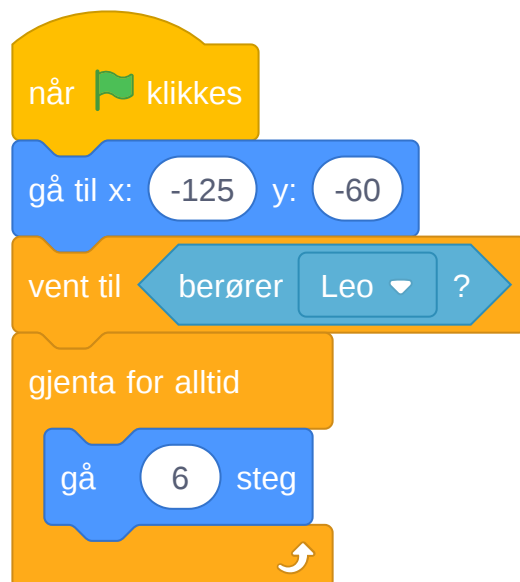 når klikkes
gå til x: -125 y: -60
vent til berører Leo ?
gjenta for alltid
gå 6 steg